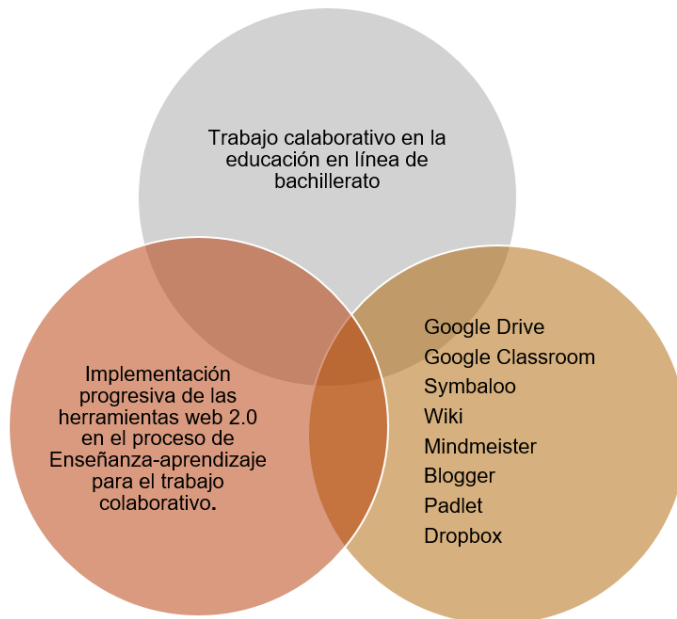 Trabajo calaborativo en la
educación en línea de
bachillerato
Implementación
progresiva de las
herramientas web 2.0
en el proceso de
Enseñanza-aprendizaje
para el trabajo
colaborativo.
Google Drive
Google Classroom
Symbaloo
Wiki
Mindmeister
Blogger
Padlet
Dropbox